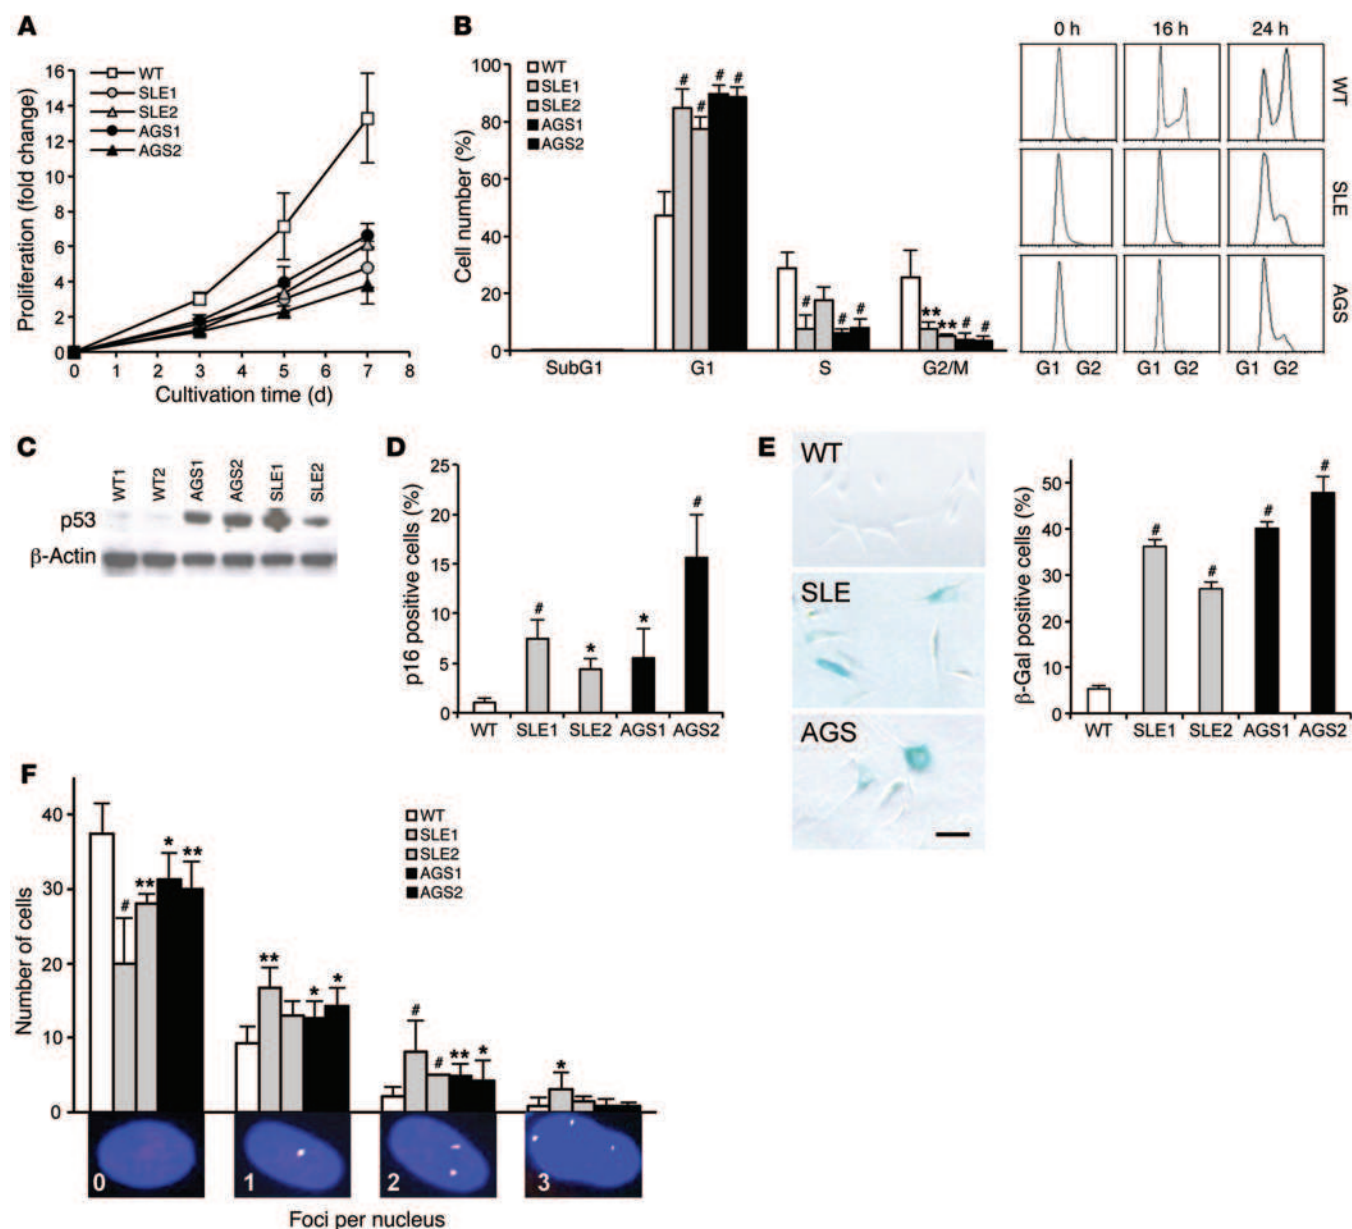 A
Proliferation (fold change)
16
14
12
10
8
6
4
2
0
0 1 2 3 4 5 6 7 8
Cultivation time (d)
WT
SLE1
SLE2
AGS1
AGS2
B
Cell number (%)
100
80
60
40
20
0
WT
SLE1
SLE2
AGS1
AGS2
# # # #
# # #
** ** # #
SubG1 G1 S G2/M
0 h 16 h 24 h
WT
SLE
AGS
G1 G2 G1 G2 G1 G2
C
WT1 WT2 AGS1 AGS2 SLE1 SLE2
p53
β-Actin
D
p16 positive cells (%)
25
20
15
10
5
0
# * * #
WT SLE1 SLE2 AGS1 AGS2
E
WT
SLE
AGS
β-Gal positive cells (%)
50
40
30
20
10
0
# # # #
WT SLE1 SLE2 AGS1 AGS2
F
Number of cells
40
30
20
10
0
WT
SLE1
SLE2
AGS1
AGS2
# ** * **
** * *
# # ** *
*
0 1 2 3
Foci per nucleus